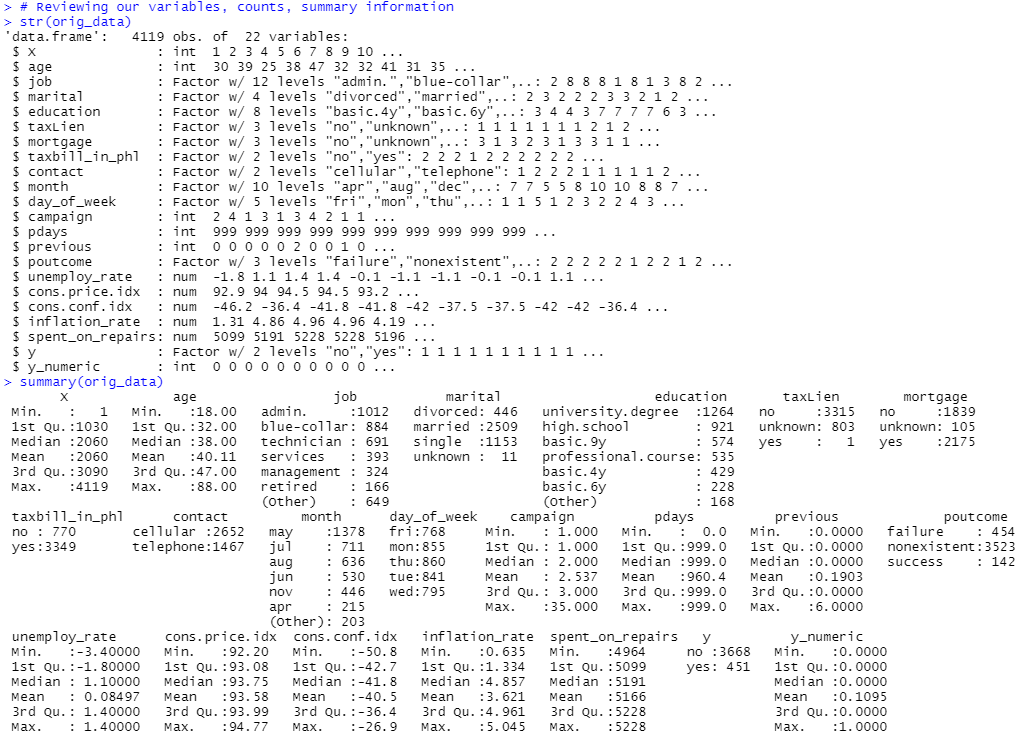 > # Reviewing our variables, counts, summary information
> str(orig_data)
'data.frame':   4119 obs. of  22 variables:
 $ X               : int  1 2 3 4 5 6 7 8 9 10 ...
 $ age             : int  30 39 25 38 47 32 32 41 31 35 ...
 $ job             : Factor w/ 12 levels "admin.","blue-collar",..: 2 8 8 8 1 8 1 3 8 2 ...
 $ marital         : Factor w/ 4 levels "divorced","married",..: 2 3 2 2 2 3 3 2 1 2 ...
 $ education       : Factor w/ 8 levels "basic.4y","basic.6y",..: 3 4 4 3 7 7 7 7 6 3 ...
 $ taxLien         : Factor w/ 3 levels "no","unknown",..: 1 1 1 1 1 1 1 2 1 2 ...
 $ mortgage        : Factor w/ 3 levels "no","unknown",..: 3 1 3 2 3 1 3 3 1 1 ...
 $ taxbill_in_phl  : Factor w/ 2 levels "no","yes": 2 2 2 1 2 2 2 2 2 2 ...
 $ contact         : Factor w/ 2 levels "cellular","telephone": 1 2 2 2 1 1 1 1 1 2 ...
 $ month           : Factor w/ 10 levels "apr","aug","dec",..: 7 7 5 5 8 10 10 8 8 7 ...
 $ day_of_week     : Factor w/ 5 levels "fri","mon","thu",..: 1 1 5 1 2 3 2 2 4 3 ...
 $ campaign        : int  2 4 1 3 1 3 4 2 1 1 ...
 $ pdays           : int  999 999 999 999 999 999 999 999 999 999 ...
 $ previous        : int  0 0 0 0 0 2 0 0 1 0 ...
 $ poutcome        : Factor w/ 3 levels "failure","nonexistent",..: 2 2 2 2 2 1 2 2 1 2 ...
 $ unemploy_rate   : num  -1.8 1.1 1.4 1.4 -0.1 -1.1 -1.1 -0.1 -0.1 1.1 ...
 $ cons.price.idx  : num  92.9 94 94.5 94.5 93.2 ...
 $ cons.conf.idx   : num  -46.2 -36.4 -41.8 -41.8 -42 -37.5 -37.5 -42 -42 -36.4 ...
 $ inflation_rate  : num  1.31 4.86 4.96 4.96 4.19 ...
 $ spent_on_repairs: num  5099 5191 5228 5228 5196 ...
 $ y               : Factor w/ 2 levels "no","yes": 1 1 1 1 1 1 1 1 1 1 ...
 $ y_numeric       : int  0 0 0 0 0 0 0 0 0 0 ...
> summary(orig_data)
       X             age                 job          marital                   education       taxLien         mortgage
 Min.   :   1   Min.   :18.00   admin.     :1012   divorced: 446   university.degree  :1264   no     :3315   no     :1839
 1st Qu.:1030   1st Qu.:32.00   blue-collar: 884   married :2509   high.school        : 921   unknown: 803   unknown: 105
 Median :2060   Median :38.00   technician : 691   single  :1153   basic.9y           : 574   yes    :   1   yes    :2175
 Mean   :2060   Mean   :40.11   services   : 393   unknown :  11   professional.course: 535
 3rd Qu.:3090   3rd Qu.:47.00   management : 324                   basic.4y           : 429
 Max.   :4119   Max.   :88.00   retired    : 166                   basic.6y           : 228
                                (Other)    : 649                   (Other)            : 168
 taxbill_in_phl      contact         month      day_of_week    campaign          pdays          previous             poutcome
 no : 770       cellular :2652   may    :1378   fri:768     Min.   : 1.000   Min.   :  0.0   Min.   :0.0000   failure    : 454
 yes:3349       telephone:1467   jul    : 711   mon:855     1st Qu.: 1.000   1st Qu.:999.0   1st Qu.:0.0000   nonexistent:3523
                                 aug    : 636   thu:860     Median : 2.000   Median :999.0   Median :0.0000   success    : 142
                                 jun    : 530   tue:841     Mean   : 2.537   Mean   :960.4   Mean   :0.1903
                                 nov    : 446   wed:795     3rd Qu.: 3.000   3rd Qu.:999.0   3rd Qu.:0.0000
                                 apr    : 215               Max.   :35.000   Max.   :999.0   Max.   :6.0000
                                 (Other): 203
 unemploy_rate      cons.price.idx  cons.conf.idx   inflation_rate  spent_on_repairs   y          y_numeric
 Min.   :-3.40000   Min.   :92.20   Min.   :-50.8   Min.   :0.635   Min.   :4964     no :3668   Min.   :0.0000
 1st Qu.:-1.80000   1st Qu.:93.08   1st Qu.:-42.7   1st Qu.:1.334   1st Qu.:5099     yes: 451   1st Qu.:0.0000
 Median : 1.10000   Median :93.75   Median :-41.8   Median :4.857   Median :5191                Median :0.0000
 Mean   : 0.08497   Mean   :93.58   Mean   :-40.5   Mean   :3.621   Mean   :5166                Mean   :0.1095
 3rd Qu.: 1.40000   3rd Qu.:93.99   3rd Qu.:-36.4   3rd Qu.:4.961   3rd Qu.:5228                3rd Qu.:0.0000
 Max.   : 1.40000   Max.   :94.77   Max.   :-26.9   Max.   :5.045   Max.   :5228                Max.   :1.0000